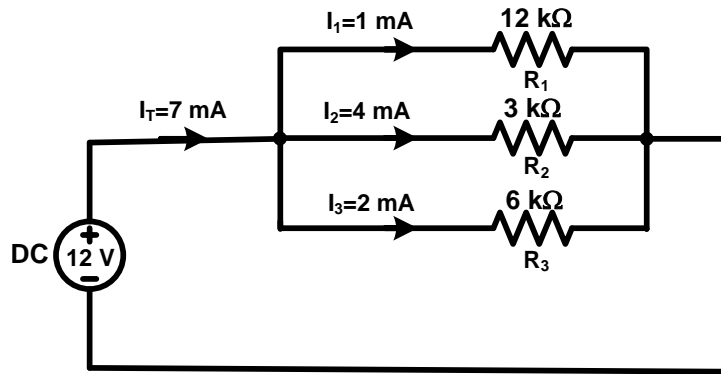 I₁=1 mA
12 kΩ
R₁
I_T=7 mA
I₂=4 mA
3 kΩ
R₂
I₃=2 mA
6 kΩ
R₃
DC
+
12 V
−